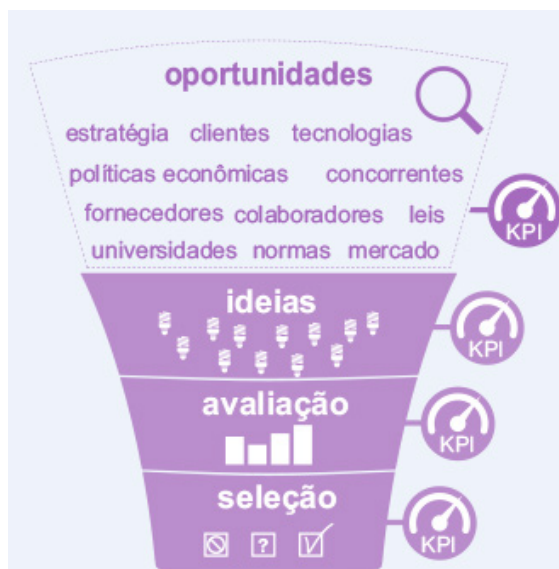 oportunidades
estratégia clientes tecnologias
políticas econômicas concorrentes
fornecedores colaboradores leis
universidades normas mercado
KPI
ideias
KPI
avaliação
KPI
seleção
?
KPI